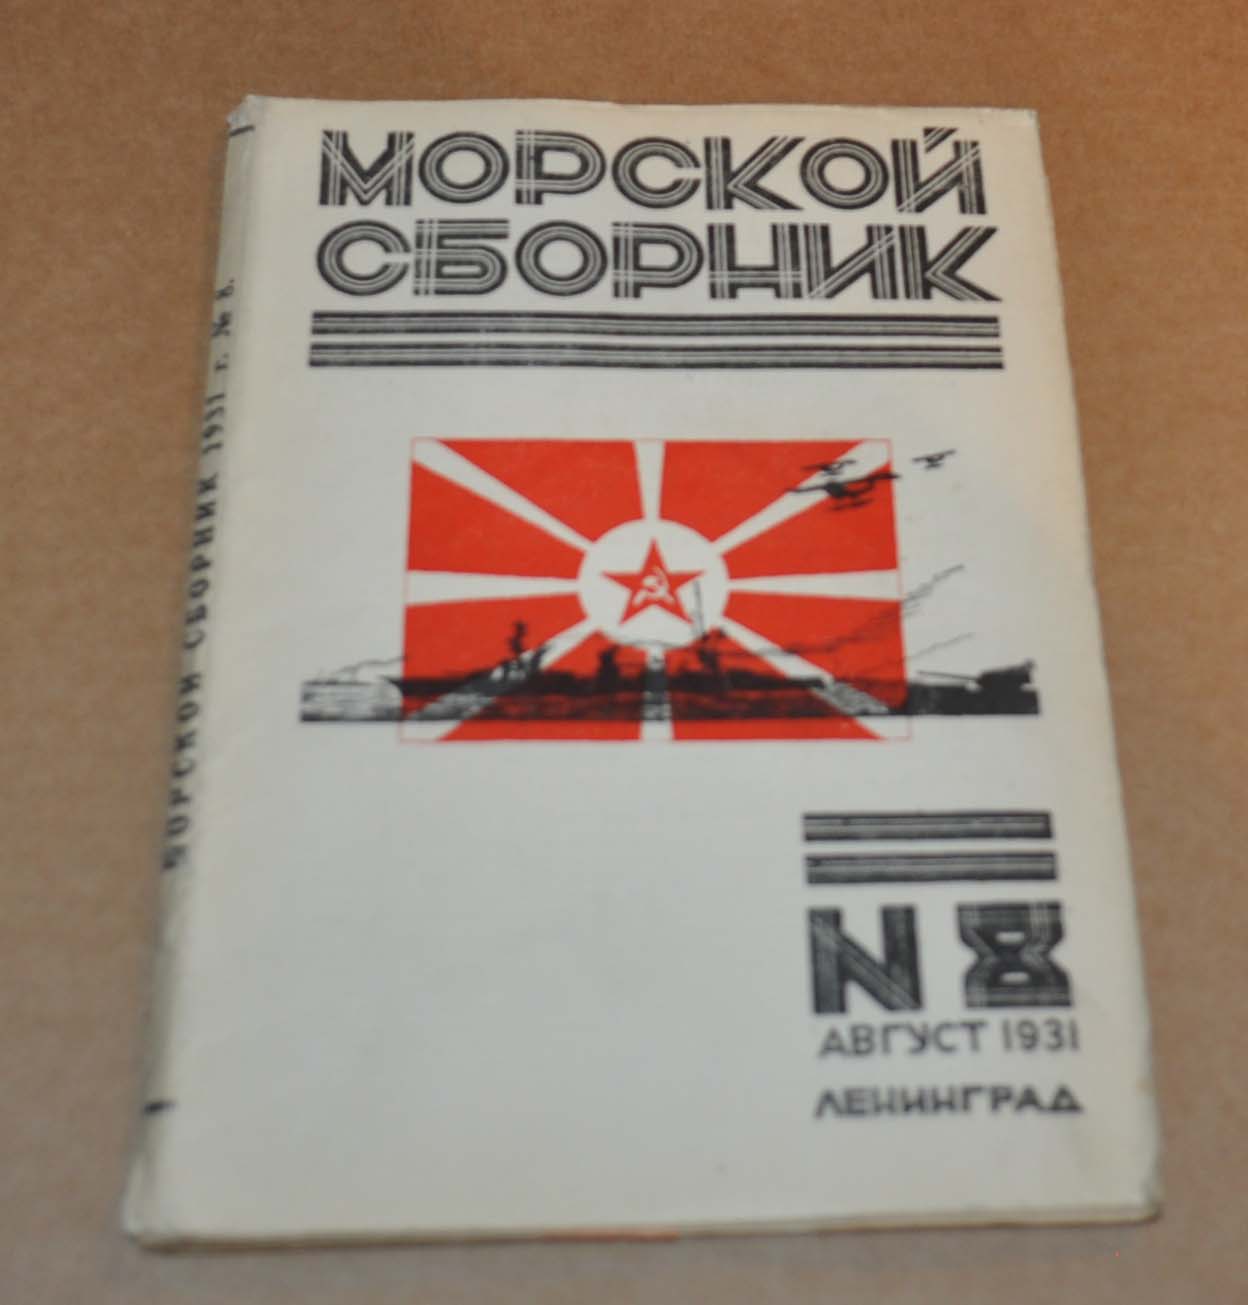 МОРСКОЙ
СБОРНИК
N 8
АВГУСТ 1931
ЛЕНИНГРАД
МОРСКОЙ СБОРНИК 1931 г. № 8.